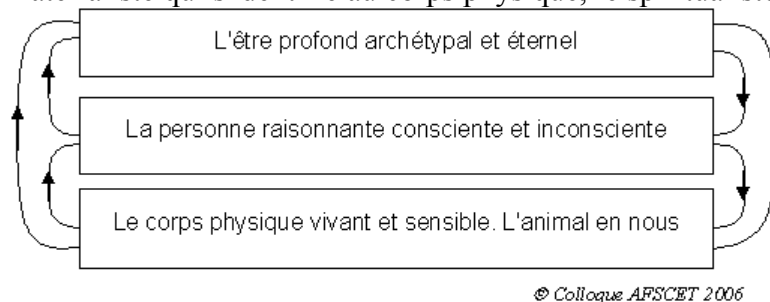 L'être profond archétypal et éternel
La personne raisonnante consciente et inconsciente
Le corps physique vivant et sensible. L'animal en nous
© Colloque AFSCET 2006